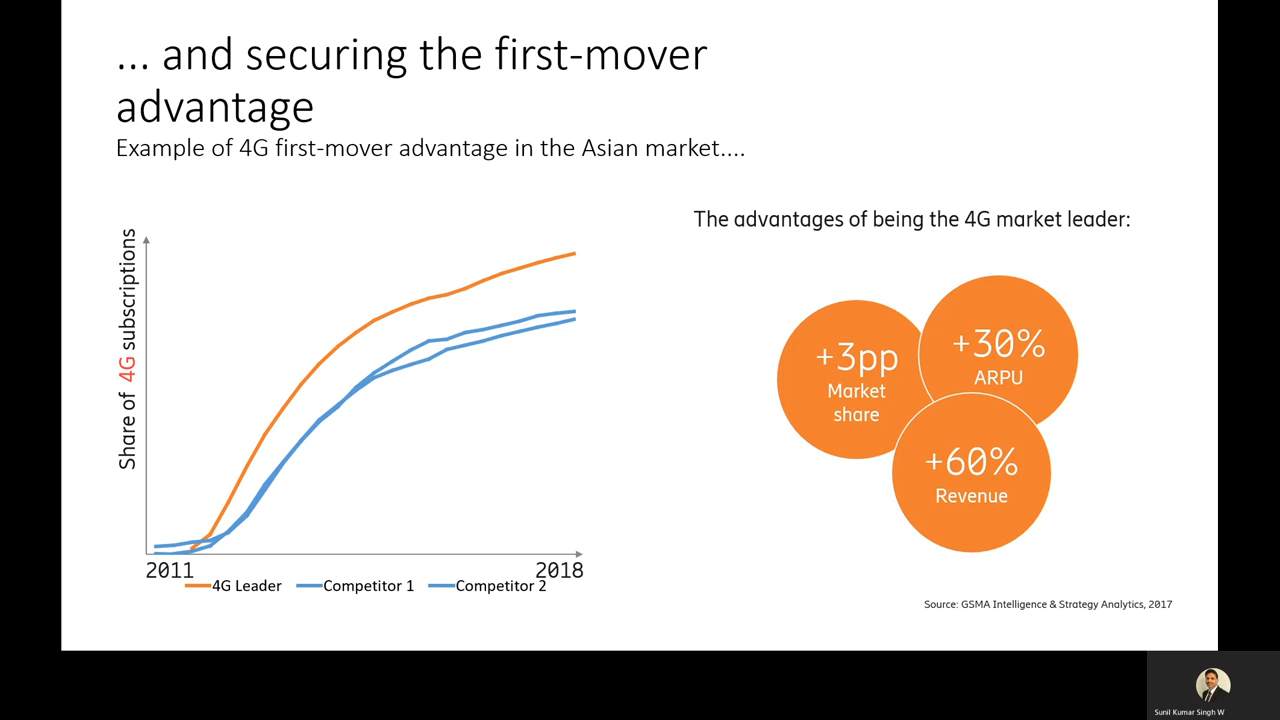 ... and securing the first-mover
advantage
Example of 4G first-mover advantage in the Asian market....
Share of 4G subscriptions
2011
2018
4G Leader
Competitor 1
Competitor 2
The advantages of being the 4G market leader:
+3pp
Market
share
+30%
ARPU
+60%
Revenue
Source: GSMA Intelligence & Strategy Analytics, 2017
Sunil Kumar Singh W